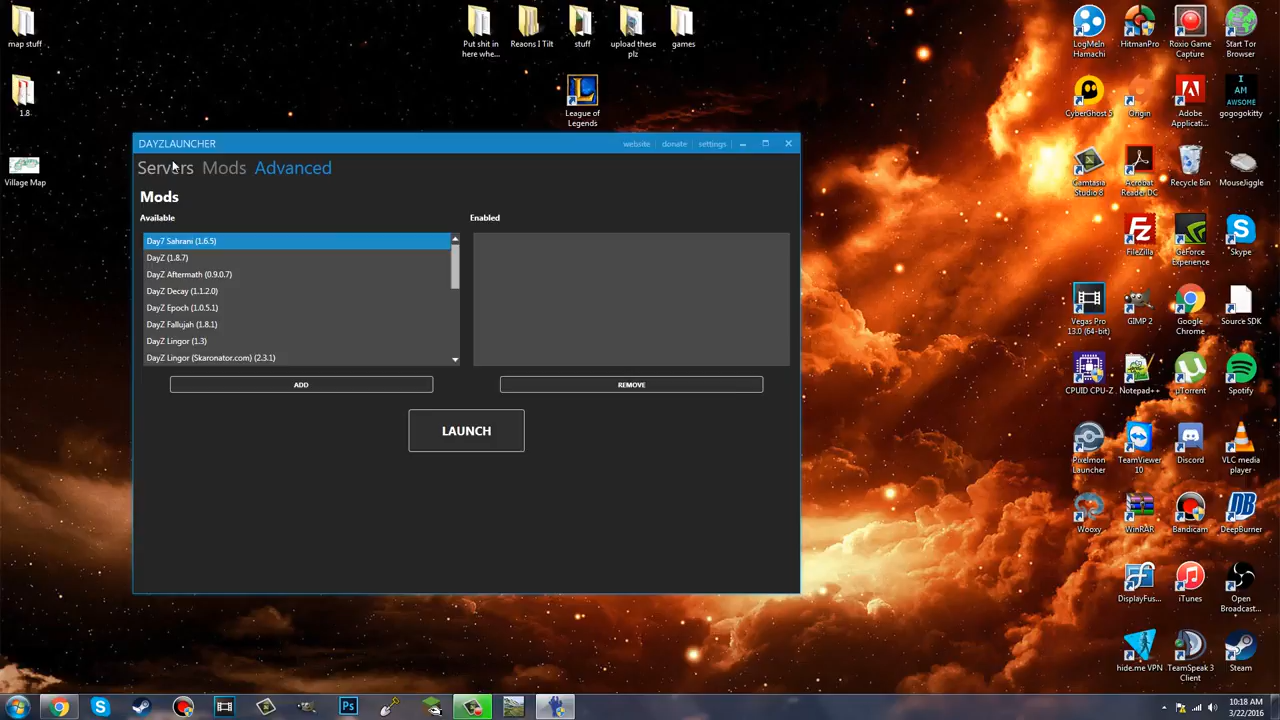 map stuff
Put shit in
here whe...
Reaons I Tilt
stuff
upload these
plz
games
LogMeIn
Hamachi
HitmanPro
Roxio Game
Capture
Start Tor
Browser
1.8
League of
Legends
CyberGhost 5
Origin
Adobe
Applicati...
I
AM
AWSOME
gogogokitty
Village Map
DAYZLAUNCHER
website
donate
settings
Servers
Mods
Advanced
Mods
Available
Enabled
Day7 Sahrani (1.6.5)
DayZ (1.8.7)
DayZ Aftermath (0.9.0.7)
DayZ Decay (1.1.2.0)
DayZ Epoch (1.0.5.1)
DayZ Fallujah (1.8.1)
DayZ Lingor (1.3)
DayZ Lingor (Skaronator.com) (2.3.1)
ADD
REMOVE
LAUNCH
Camtasia
Studio 8
Acrobat
Reader DC
Recycle Bin
MouseJiggle
FileZilla
GeForce
Experience
Skype
Vegas Pro
13.0 (64-bit)
GIMP 2
Google
Chrome
Source SDK
CPUID CPU-Z
Notepad++
µTorrent
Spotify
Pixelmon
Launcher
TeamViewer
10
Discord
VLC media
player
Wooxy
WinRAR
Bandicam
DeepBurner
DisplayFus...
iTunes
Open
Broadcast...
hide.me VPN
TeamSpeak 3
Client
Steam
Ps
10:18 AM
3/22/2016